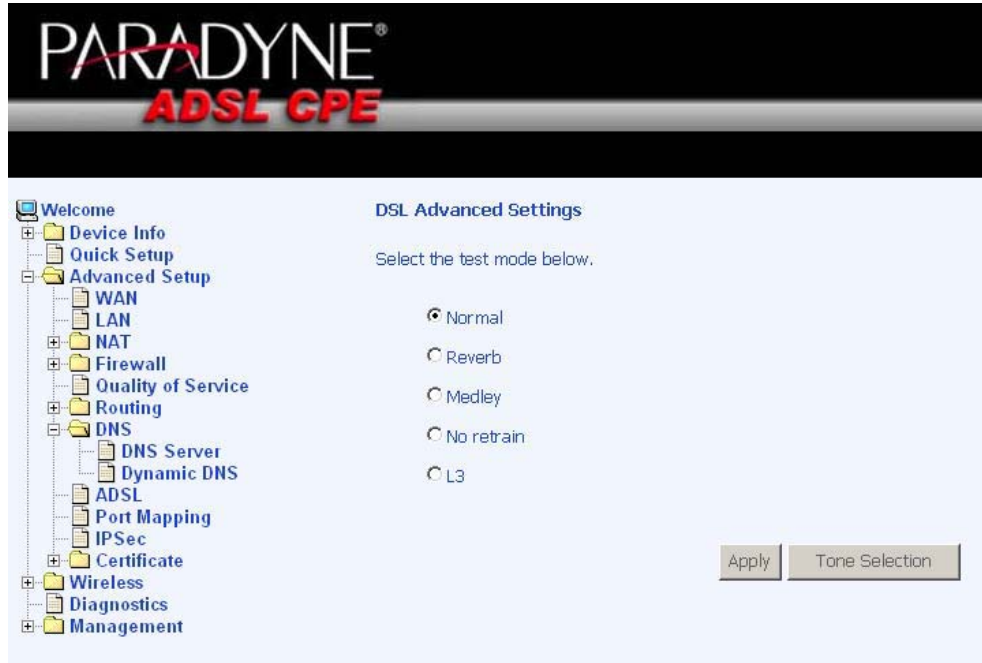 PARADYNE®
ADSL CPE
Welcome
Device Info
Quick Setup
Advanced Setup
WAN
LAN
NAT
Firewall
Quality of Service
Routing
DNS
DNS Server
Dynamic DNS
ADSL
Port Mapping
IPSec
Certificate
Wireless
Diagnostics
Management
DSL Advanced Settings
Select the test mode below.
Normal
Reverb
Medley
No retrain
L3
Apply
Tone Selection